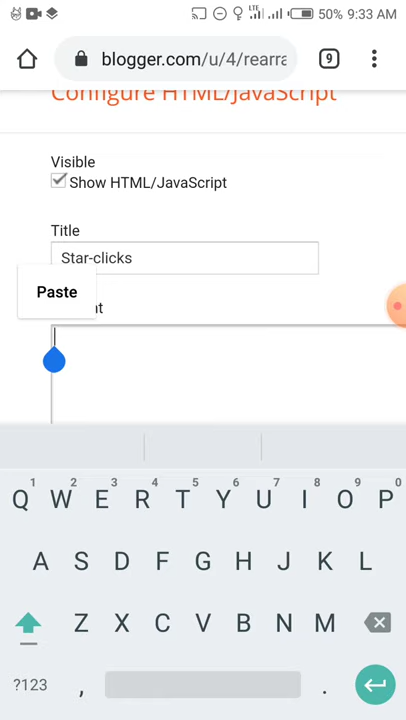 LTE 50% 9:33 AM
blogger.com/u/4/rearra
9
Configure HTML/JavaScript
Visible
Show HTML/JavaScript
Title
Star-clicks
Paste
nt
1 2 3 4 5 6 7 8 9 0
Q W E R T Y U I O P
A S D F G H J K L
Z X C V B N M
?123 , .